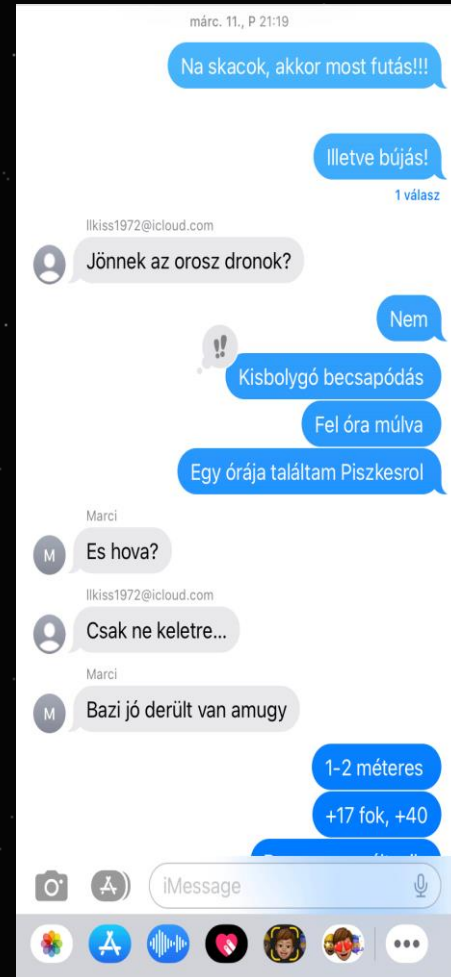 márc. 11., P 21:19
Na skacok, akkor most futás!!!
Illetve bújás!
1 válasz
llkiss1972@icloud.com
Jönnek az orosz dronok?
Nem
!!
Kisbolygó becsapódás
Fel óra múlva
Egy órája találtam Piszkesrol
Marci
M
Es hova?
llkiss1972@icloud.com
Csak ne keletre...
Marci
M
Bazi jó derült van amugy
1-2 méteres
+17 fok, +40
iMessage